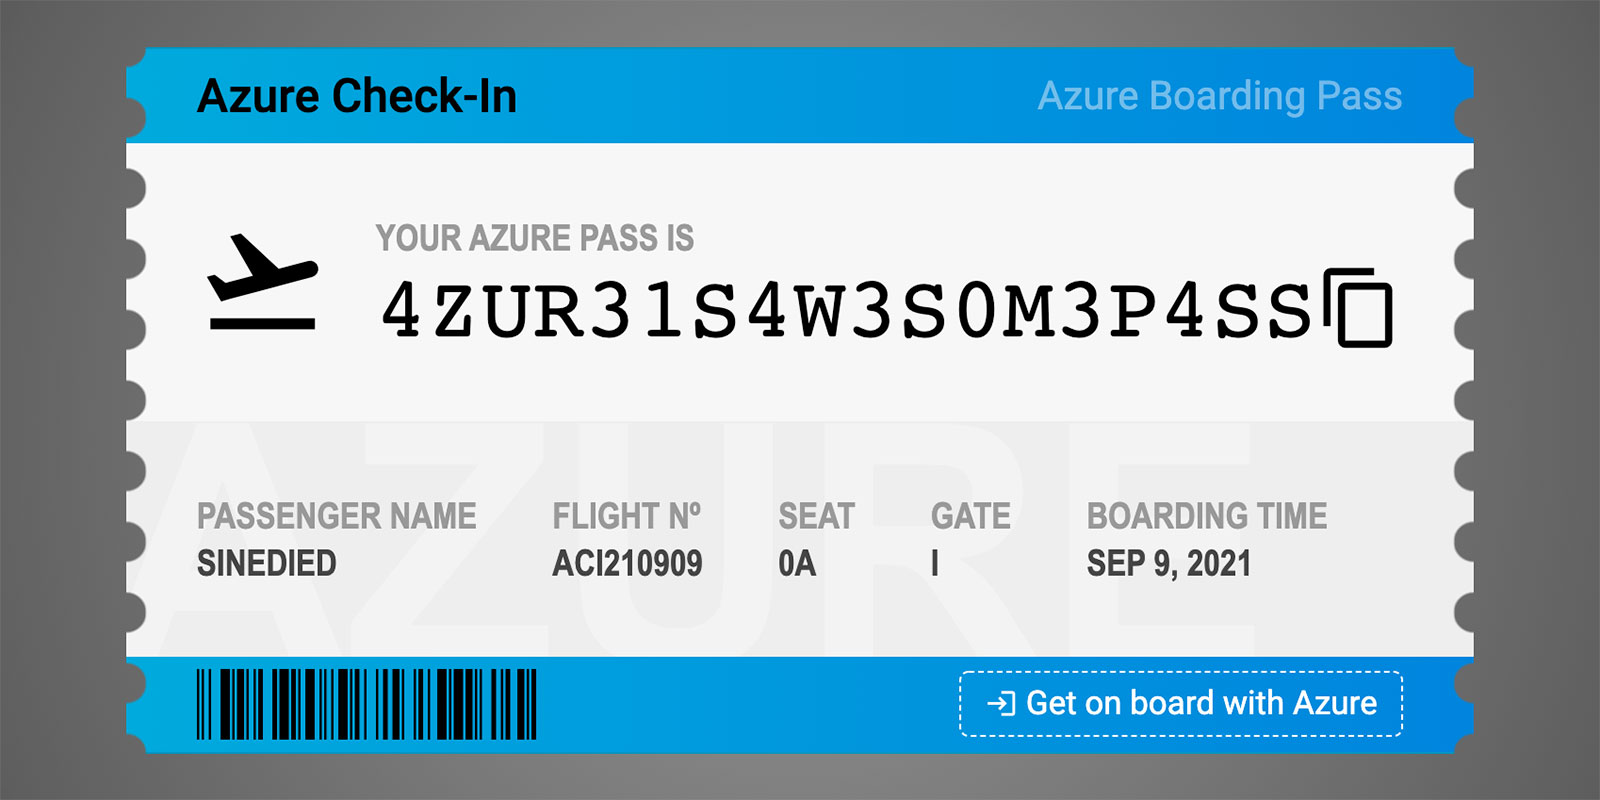 Azure Check-In
Azure Boarding Pass
YOUR AZURE PASS IS
4ZUR31S4W3S0M3P4SS
AZURE
PASSENGER NAME FLIGHT Nº SEAT GATE BOARDING TIME
SINEDIED ACI210909 0A I SEP 9, 2021
Get on board with Azure